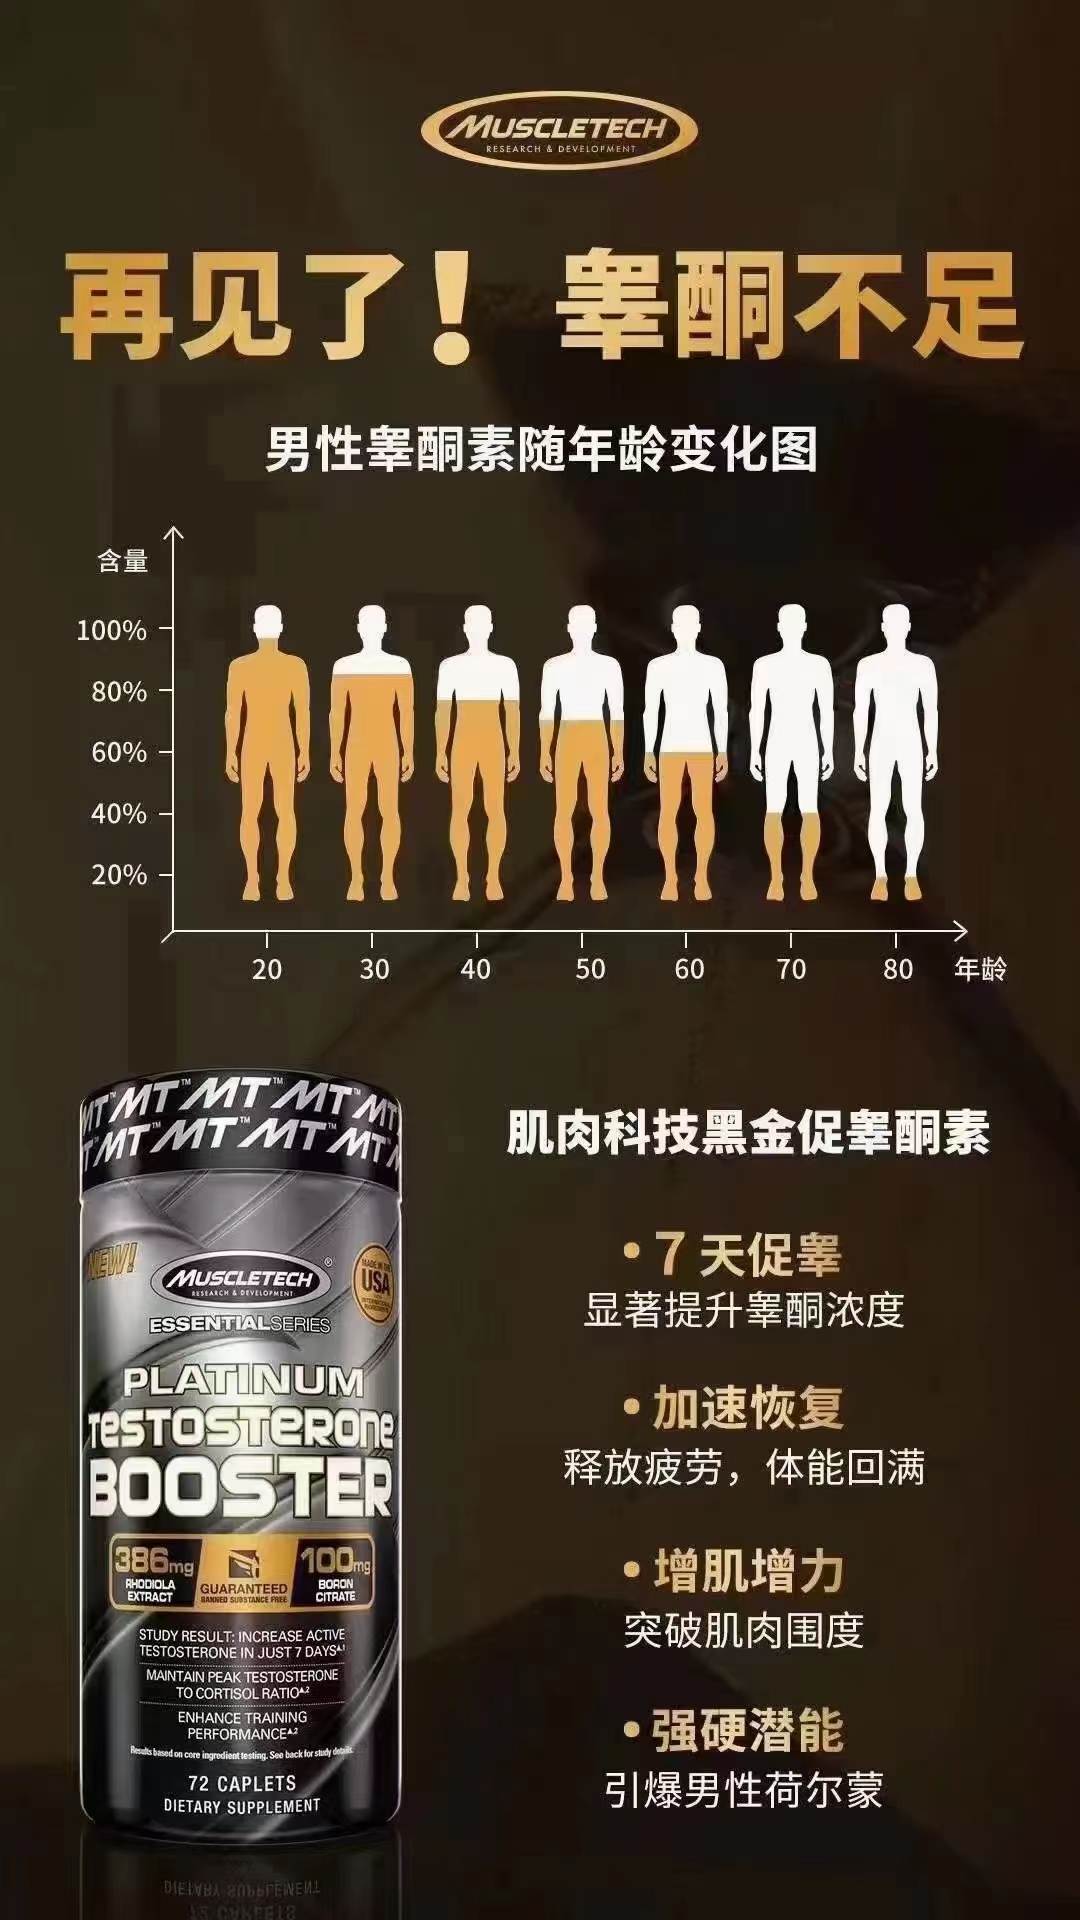 MUSCLETECH
RESEARCH & DEVELOPMENT
再见了！睾酮不足
男性睾酮素随年龄变化图
含量
100%
80%
60%
40%
20%
20 30 40 50 60 70 80 年龄
MT™ MT™ MT™ MT
MT™ MT™ MT™ MT™
NEW!
MUSCLETECH®
RESEARCH & DEVELOPMENT
MADE IN THE
USA
ESSENTIALSERIES
PLATINUM
TESTOSTERONE
BOOSTER
386mg
RHODIOLA
EXTRACT
GUARANTEED
BANNED SUBSTANCE FREE
100mg
BORON
CITRATE
STUDY RESULT: INCREASE ACTIVE
TESTOSTERONE IN JUST 7 DAYS▲,1
MAINTAIN PEAK TESTOSTERONE
TO CORTISOL RATIO▲,2
ENHANCE TRAINING
PERFORMANCE▲,2
Results based on core ingredient testing. See back for study details.
72 CAPLETS
DIETARY SUPPLEMENT
肌肉科技黑金促睾酮素
• 7 天促睾
显著提升睾酮浓度
• 加速恢复
释放疲劳，体能回满
• 增肌增力
突破肌肉围度
• 强硬潜能
引爆男性荷尔蒙